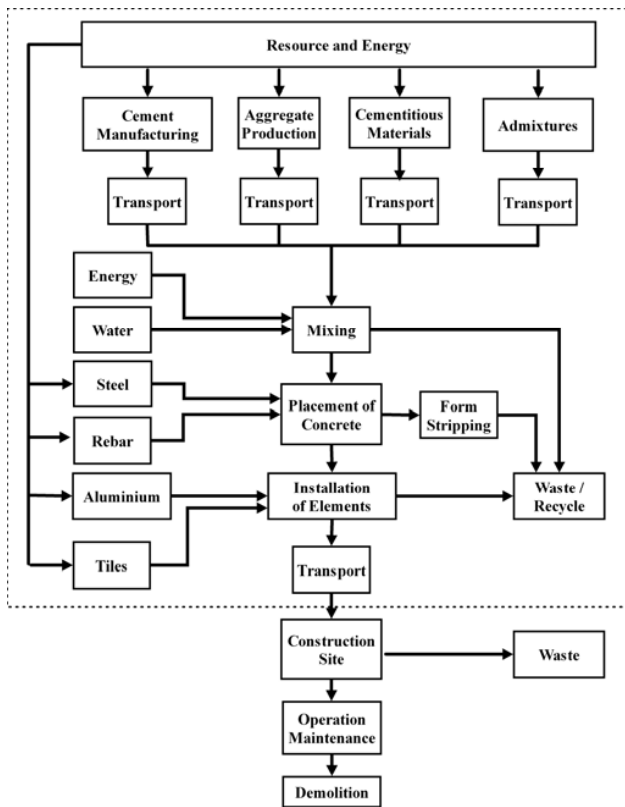 Resource and Energy
Cement
Manufacturing
Aggregate
Production
Cementitious
Materials
Admixtures
Transport
Transport
Transport
Transport
Energy
Water
Mixing
Steel
Placement of
Concrete
Form
Stripping
Rebar
Aluminium
Installation
of Elements
Waste /
Recycle
Tiles
Transport
Construction
Site
Waste
Operation
Maintenance
Demolition